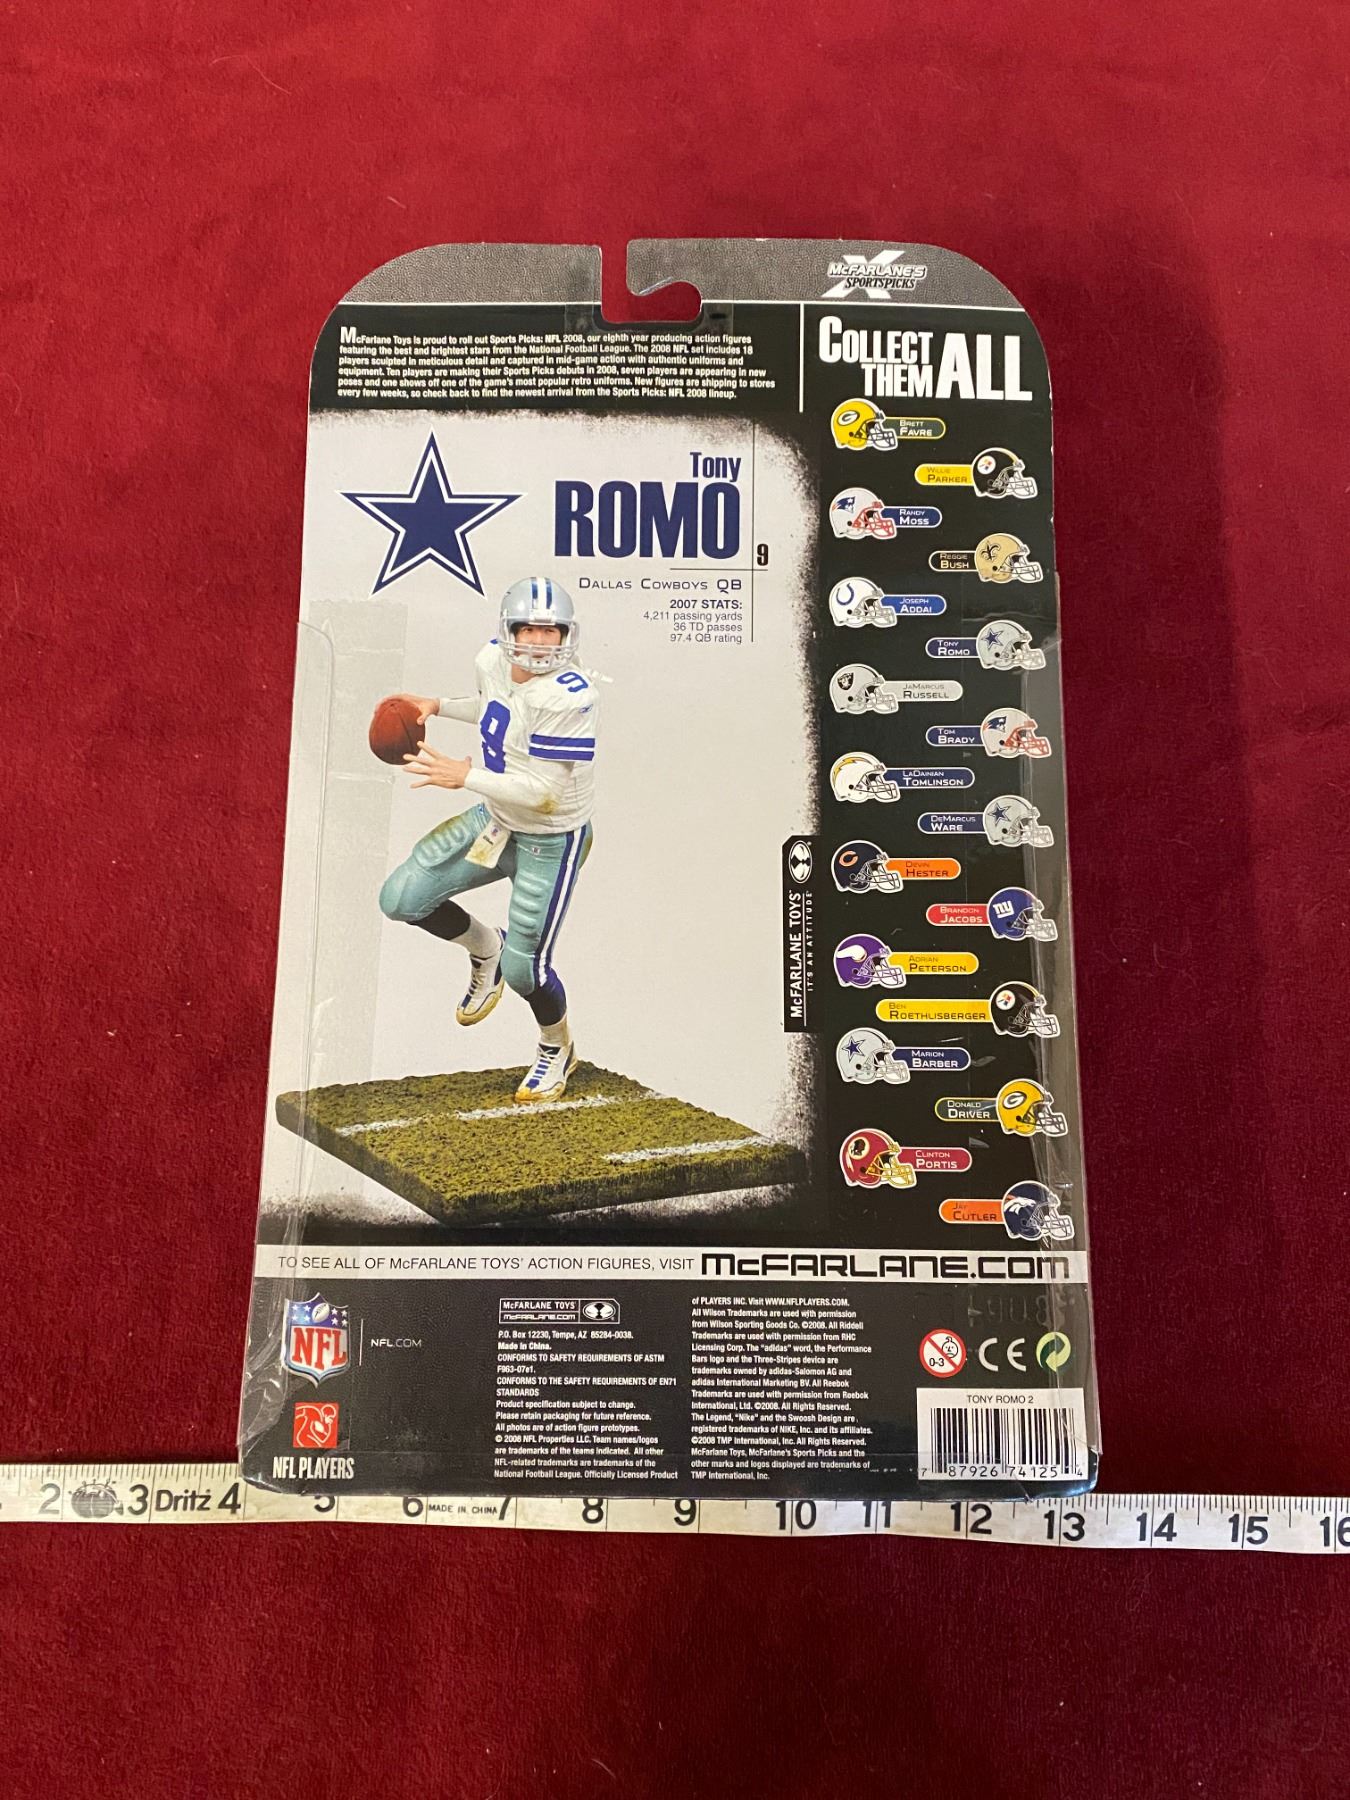 McFARLANE'S
SPORTSPICKS
McFarlane Toys is proud to roll out Sports Picks: NFL 2008, our eighth year producing action figures
featuring the best and brightest stars from the National Football League. The 2008 NFL set includes 18
players sculpted in meticulous detail and captured in mid-game action with authentic uniforms and
equipment. Ten players are making their Sports Picks debuts in 2008, seven players are appearing in new
poses and one shows off one of the game's most popular retro uniforms. New figures are shipping to stores
every few weeks, so check back to find the newest arrival from the Sports Picks: NFL 2008 lineup.
COLLECT
THEM ALL
Tony
ROMO
9
DALLAS COWBOYS QB
2007 STATS:
4,211 passing yards
36 TD passes
97.4 QB rating
9
9
BRETT
FAVRE
WILLIE
PARKER
RANDY
MOSS
REGGIE
BUSH
JOSEPH
ADDAI
TONY
ROMO
JAMARCUS
RUSSELL
TOM
BRADY
LADAINIAN
TOMLINSON
DEMARCUS
WARE
DEVIN
HESTER
BRANDON
JACOBS
ADRIAN
PETERSON
BEN
ROETHLISBERGER
MARION
BARBER
DONALD
DRIVER
CLINTON
PORTIS
JAY
CUTLER
McFARLANE TOYS
IT'S AN ATTITUDE
TO SEE ALL OF McFARLANE TOYS' ACTION FIGURES, VISIT McFARLANE.COM
NFL
NFL.COM
NFL PLAYERS
McFARLANE TOYS
McFARLANE.COM
P.O. Box 12230, Tempe, AZ 85284-0038.
Made in China.
CONFORMS TO SAFETY REQUIREMENTS OF ASTM
F963-07e1.
CONFORMS TO THE SAFETY REQUIREMENTS OF EN71
STANDARDS
Product specification subject to change.
Please retain packaging for future reference.
All photos are of action figure prototypes.
© 2008 NFL Properties LLC. Team names/logos
are trademarks of the teams indicated. All other
NFL-related trademarks are trademarks of the
National Football League. Officially Licensed Product
of PLAYERS INC. Visit WWW.NFLPLAYERS.COM.
All Wilson Trademarks are used with permission
from Wilson Sporting Goods Co. ©2008. All Riddell
Trademarks are used with permission from RHC
Licensing Corp. The "adidas" word, the Performance
Bars logo and the Three-Stripes device are
trademarks owned by adidas-Salomon AG and
adidas International Marketing BV. All Reebok
Trademarks are used with permission from Reebok
International, Ltd. ©2008. All Rights Reserved.
The Legend, "Nike" and the Swoosh Design are
registered trademarks of NIKE, Inc. and its affiliates.
©2008 TMP International, Inc. All Rights Reserved.
McFarlane Toys, McFarlane's Sports Picks and the
other marks and logos displayed are trademarks of
TMP International, Inc.
0-3
CE
TONY ROMO 2
7 87926 74125 4
2 3 Dritz 4 5 6 MADE IN CHINA 7 8 9 10 11 12 13 14 15 16